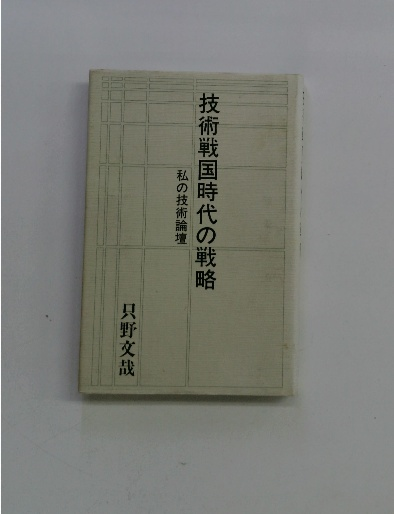 技術戦国時代の戦略
私の技術論壇
只野文哉